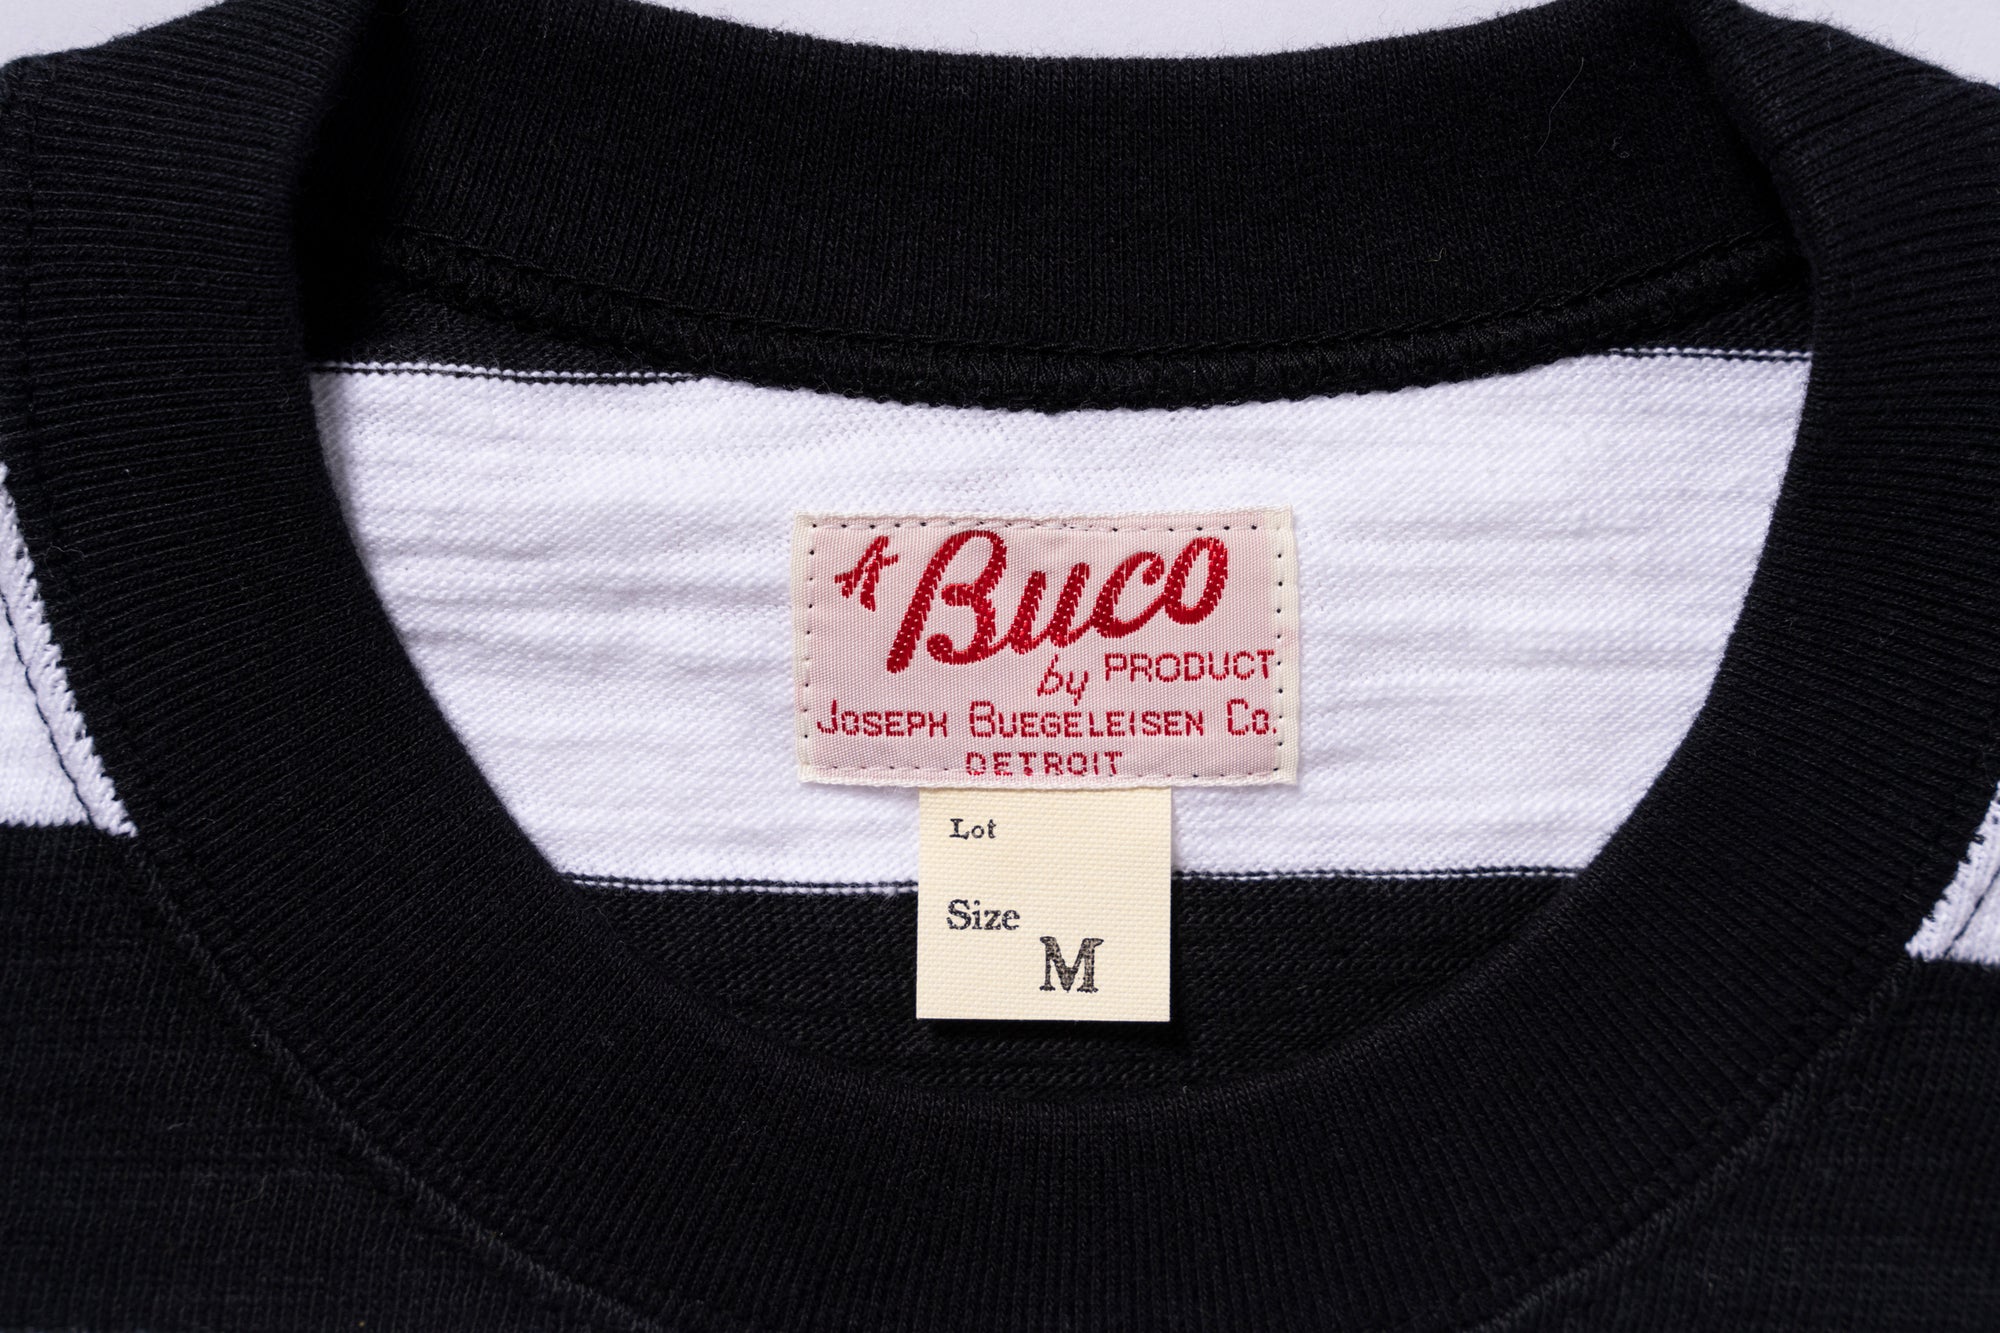 A Buco
by PRODUCT
JOSEPH BUEGELEISEN CO.
DETROIT
Lot
Size
M